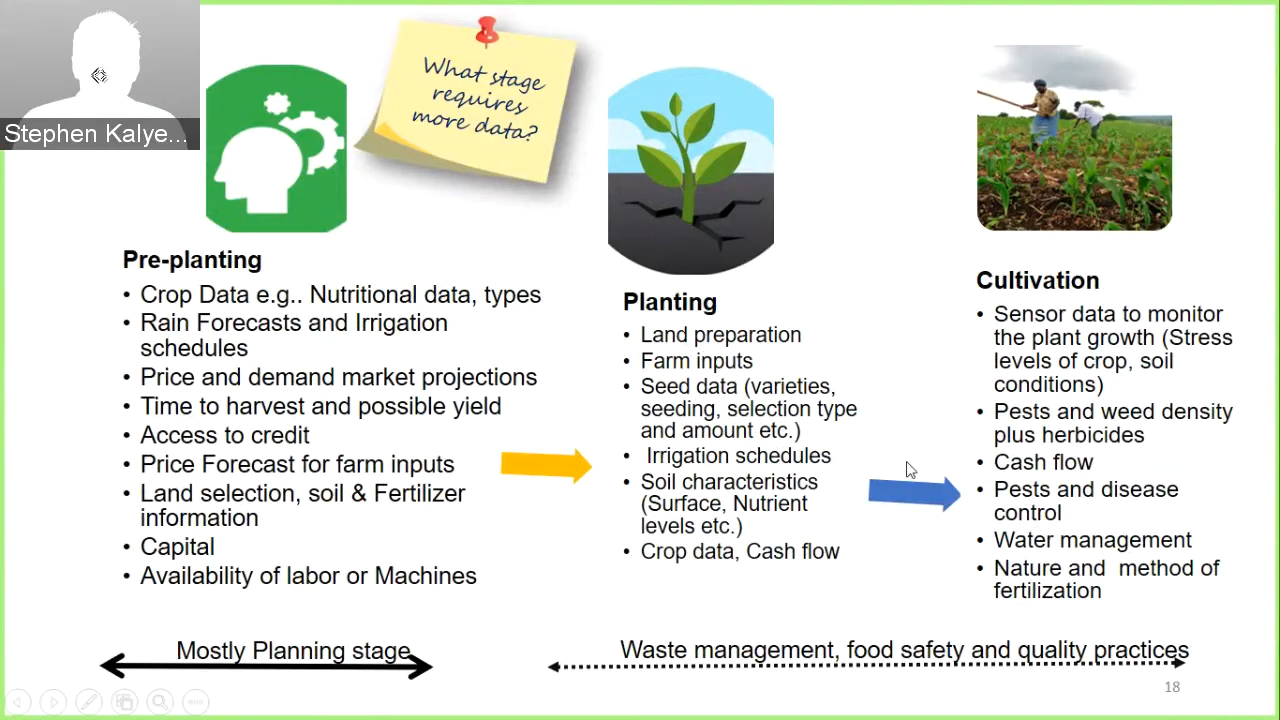 Stephen Kalye...
What stage
requires
more data?
Pre-planting
• Crop Data e.g.. Nutritional data, types
• Rain Forecasts and Irrigation
schedules
• Price and demand market projections
• Time to harvest and possible yield
• Access to credit
• Price Forecast for farm inputs
• Land selection, soil & Fertilizer
information
• Capital
• Availability of labor or Machines
Planting
• Land preparation
• Farm inputs
• Seed data (varieties,
seeding, selection type
and amount etc.)
• Irrigation schedules
• Soil characteristics
(Surface, Nutrient
levels etc.)
• Crop data, Cash flow
Cultivation
• Sensor data to monitor
the plant growth (Stress
levels of crop, soil
conditions)
• Pests and weed density
plus herbicides
• Cash flow
• Pests and disease
control
• Water management
• Nature and method of
fertilization
Mostly Planning stage
Waste management, food safety and quality practices
18